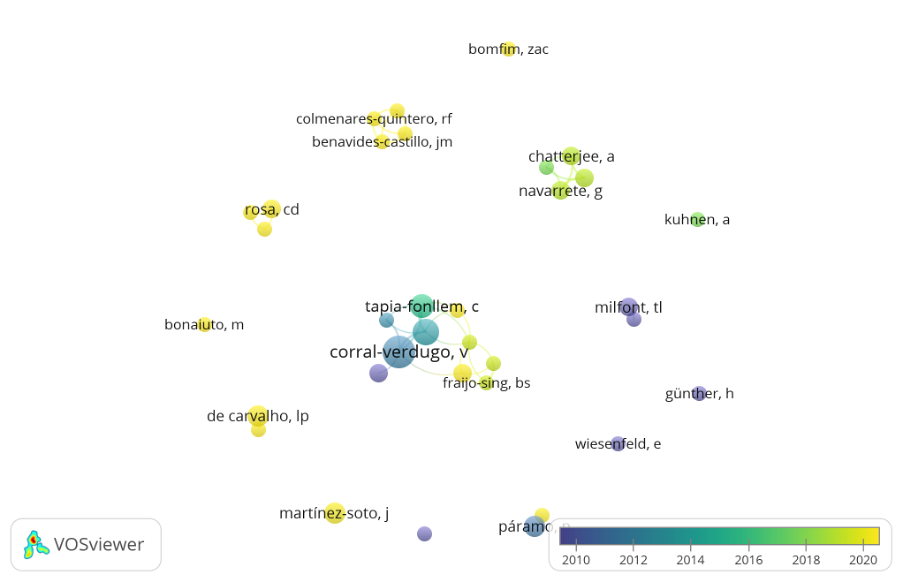 bomfim, zac
colmenares-quintero, rf
benavides-castillo, jm
chatterjee, a
navarrete, g
rosa, cd
kuhnen, a
tapia-fonllem, c
milfont, tl
bonaiuto, m
corral-verdugo, v
fraijo-sing, bs
günther, h
de carvalho, lp
wiesenfeld, e
martínez-soto, j
páramo,
VOSviewer
2010 2012 2014 2016 2018 2020